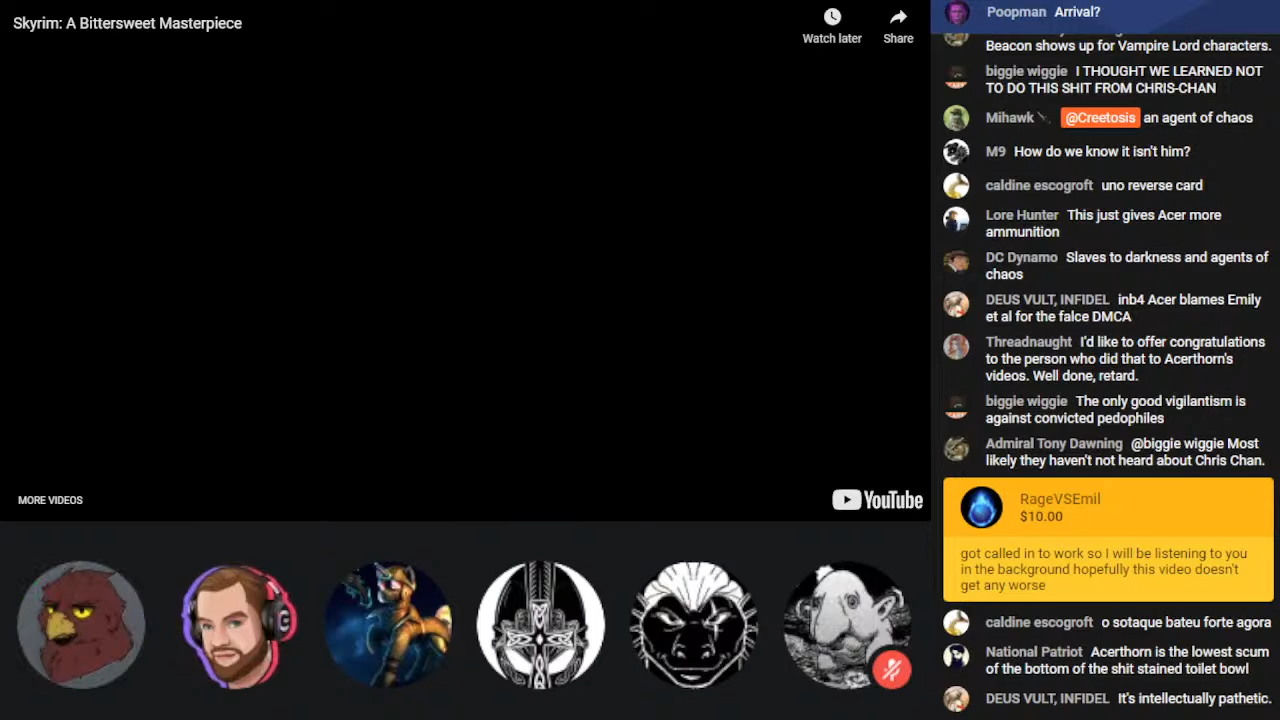 Skyrim: A Bittersweet Masterpiece
Watch later
Share
MORE VIDEOS
YouTube
Poopman Arrival?
Beacon shows up for Vampire Lord characters.
biggie wiggie I THOUGHT WE LEARNED NOT
TO DO THIS SHIT FROM CHRIS-CHAN
Mihawk @Creetosis an agent of chaos
M9 How do we know it isn't him?
caldine escogroft uno reverse card
Lore Hunter This just gives Acer more
ammunition
DC Dynamo Slaves to darkness and agents of
chaos
DEUS VULT, INFIDEL inb4 Acer blames Emily
et al for the falce DMCA
Threadnaught I'd like to offer congratulations
to the person who did that to Acerthorn's
videos. Well done, retard.
biggie wiggie The only good vigilantism is
against convicted pedophiles
Admiral Tony Dawning @biggie wiggie Most
likely they haven't not heard about Chris Chan.
RageVSEmil
$10.00
got called in to work so I will be listening to you
in the background hopefully this video doesn't
get any worse
caldine escogroft o sotaque bateu forte agora
National Patriot Acerthorn is the lowest scum
of the bottom of the shit stained toilet bowl
DEUS VULT, INFIDEL It's intellectually pathetic.